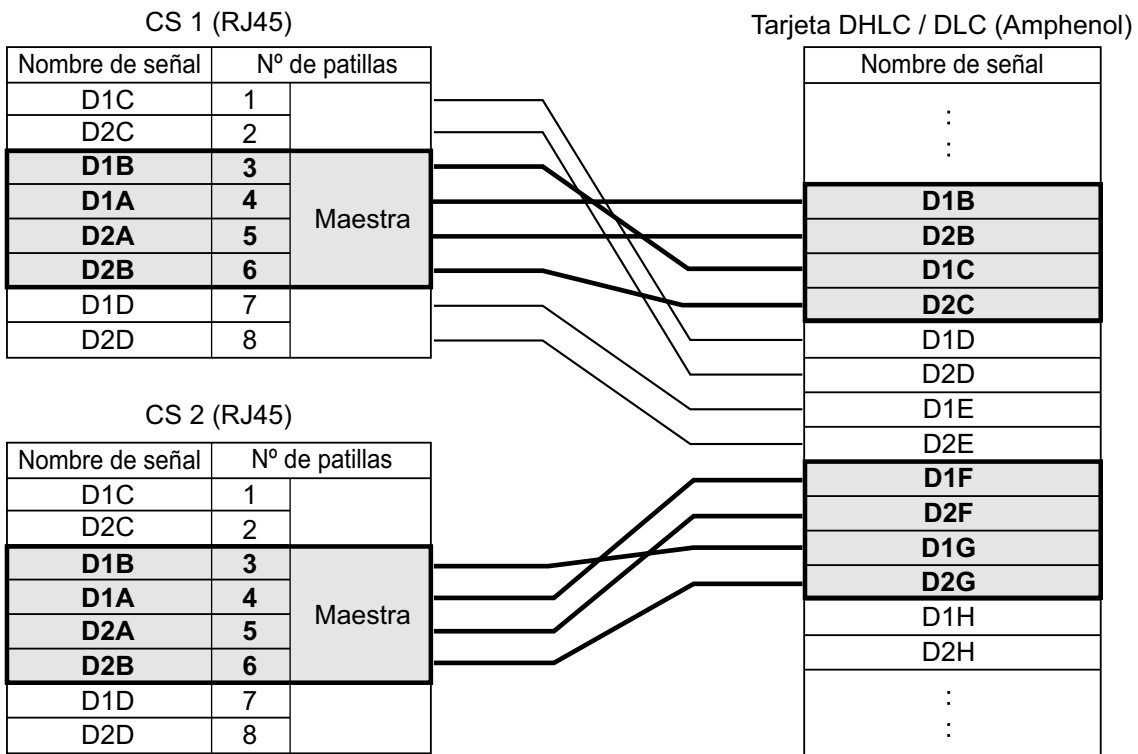 CS 1 (RJ45)
Nombre de señal Nº de patillas
D1C 1
D2C 2
D1B 3
D1A 4
Maestra
D2A 5
D2B 6
D1D 7
D2D 8
CS 2 (RJ45)
Nombre de señal Nº de patillas
D1C 1
D2C 2
D1B 3
D1A 4
Maestra
D2A 5
D2B 6
D1D 7
D2D 8
Tarjeta DHLC / DLC (Amphenol)
Nombre de señal
:
:
D1B
D2B
D1C
D2C
D1D
D2D
D1E
D2E
D1F
D2F
D1G
D2G
D1H
D2H
:
: